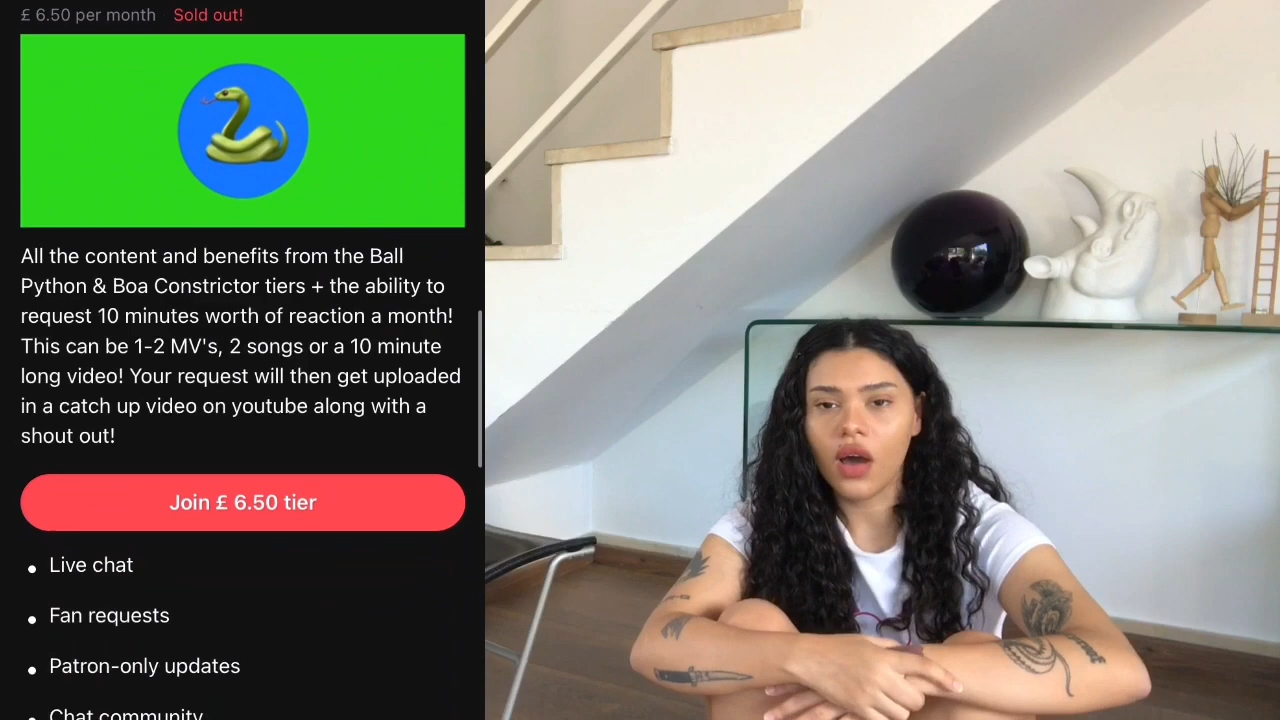 £ 6.50 per month · Sold out!
All the content and benefits from the Ball
Python & Boa Constrictor tiers + the ability to
request 10 minutes worth of reaction a month!
This can be 1-2 MV's, 2 songs or a 10 minute
long video! Your request will then get uploaded
in a catch up video on youtube along with a
shout out!
Join £ 6.50 tier
Live chat
Fan requests
Patron-only updates
Chat community